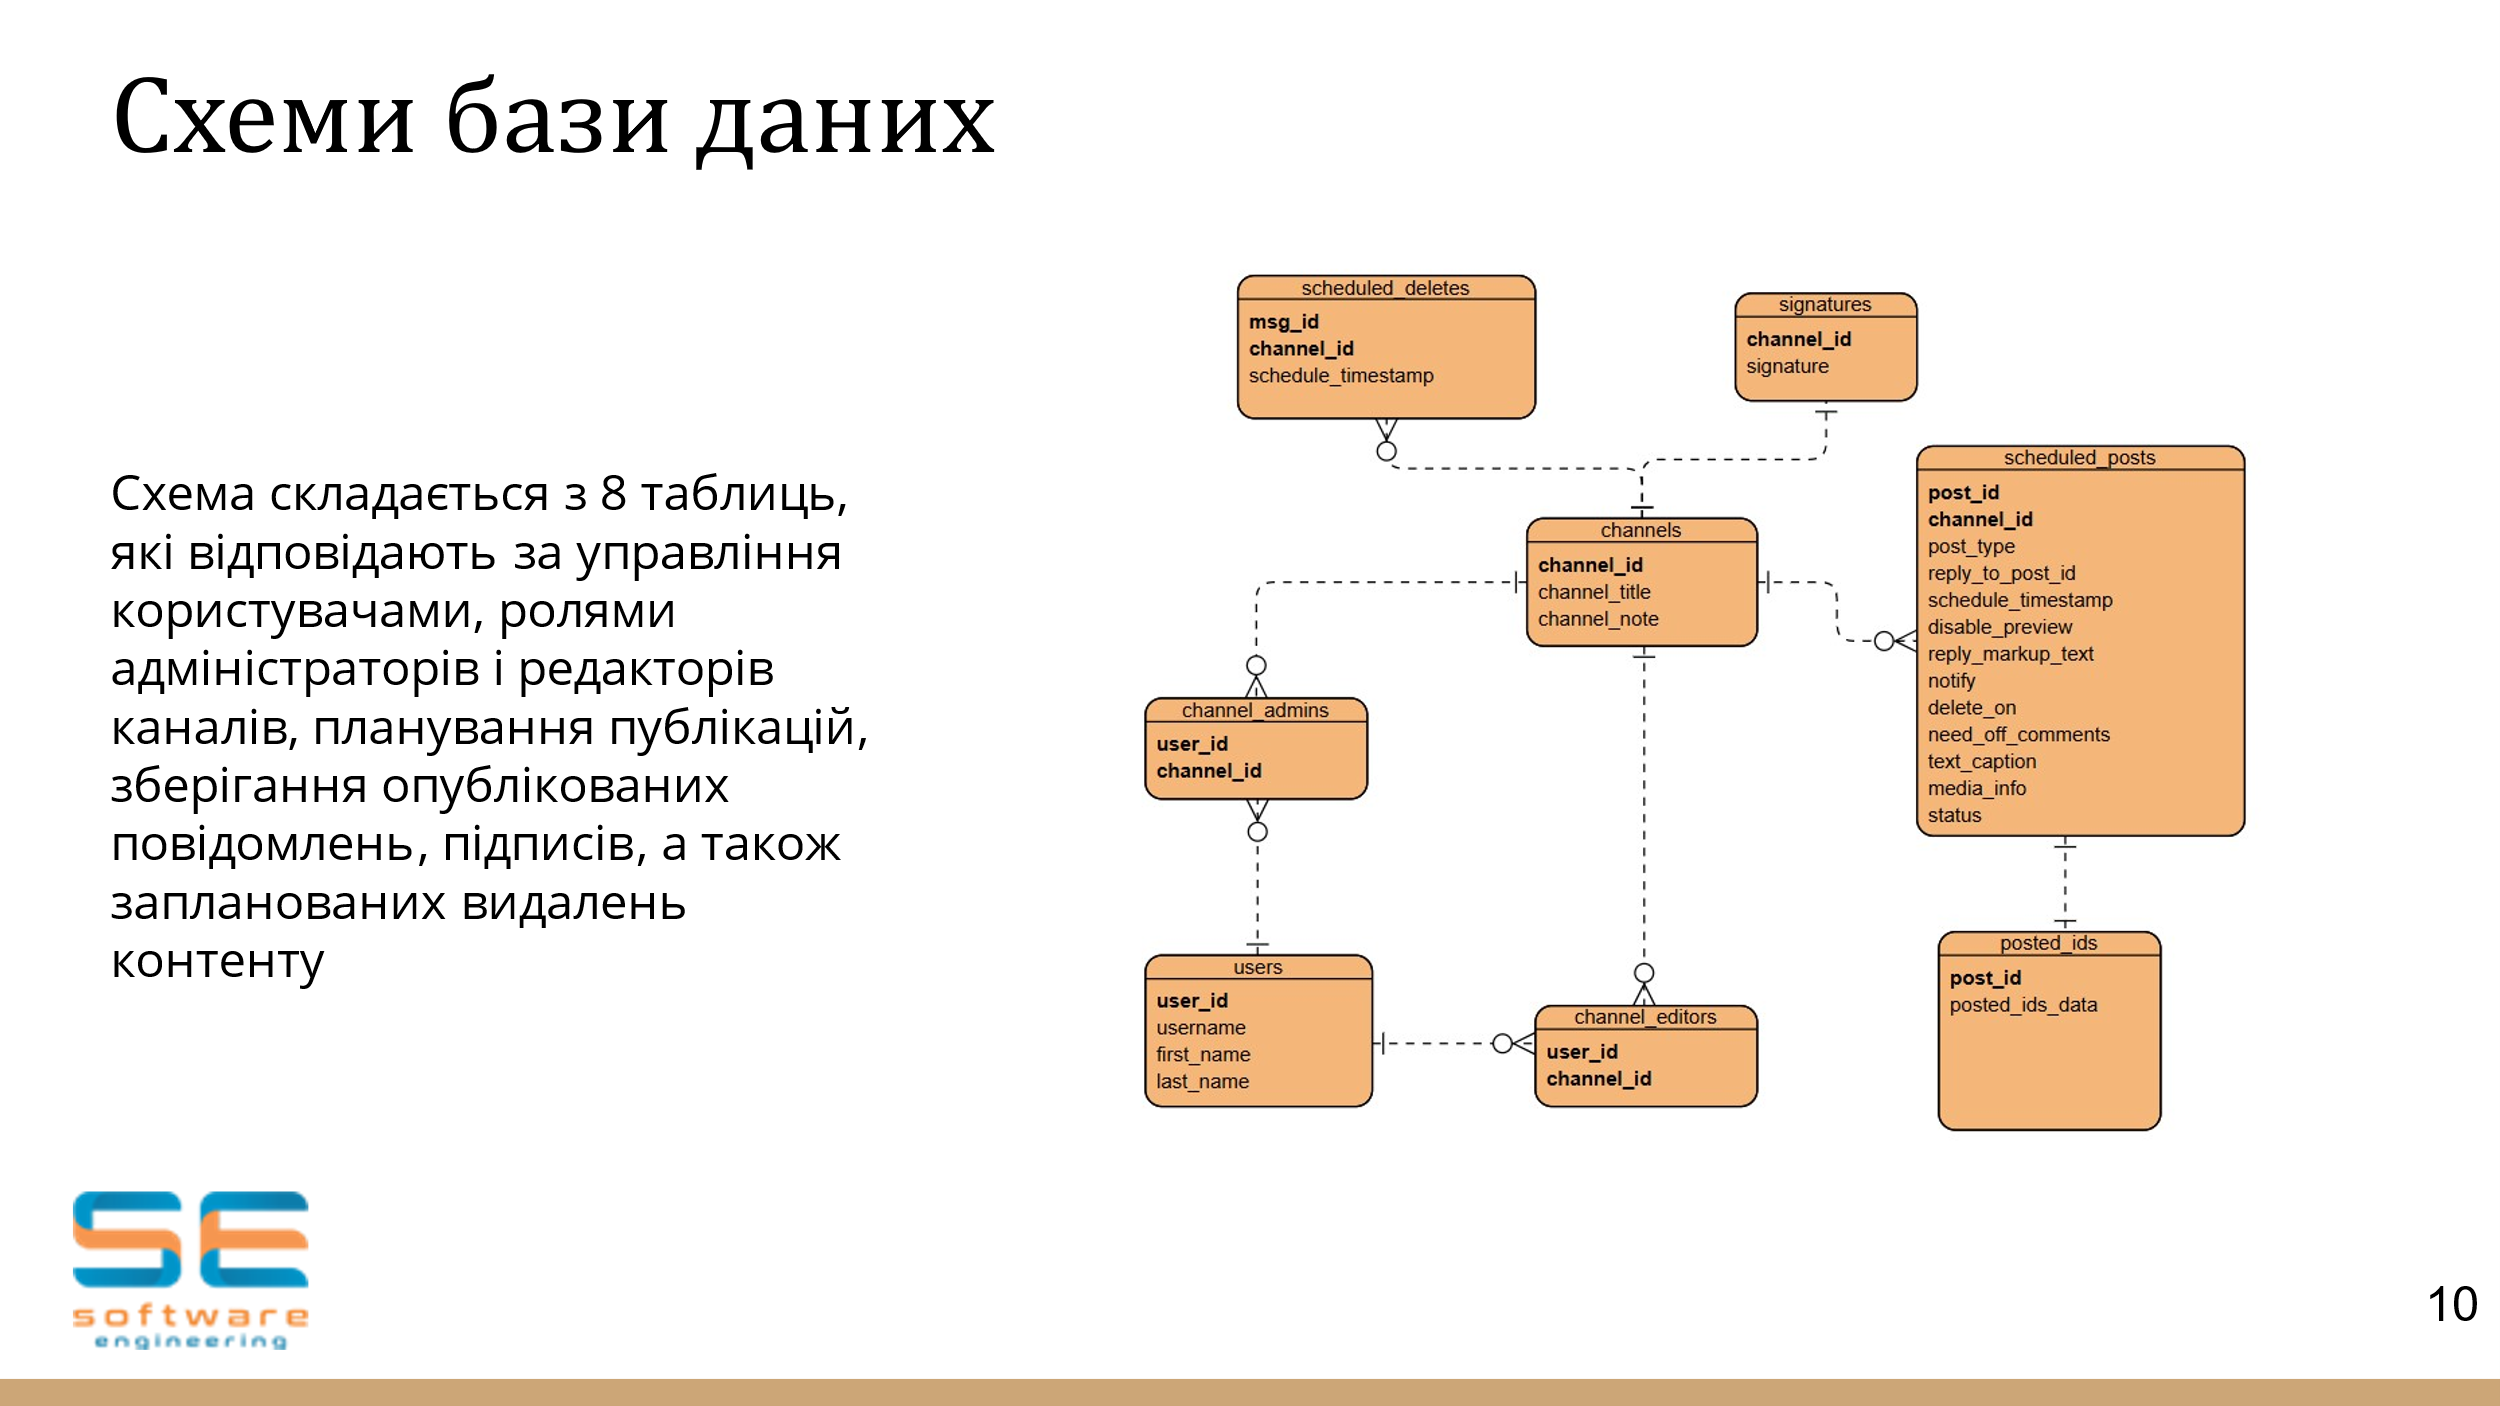 Схеми бази даних
Схема складається з 8 таблиць,
які відповідають за управління
користувачами, ролями
адміністраторів і редакторів
каналів, планування публікацій,
зберігання опублікованих
повідомлень, підписів, а також
запланованих видалень
контенту
scheduled_deletes
msg_id
channel_id
schedule_timestamp
signatures
channel_id
signature
scheduled_posts
post_id
channel_id
post_type
reply_to_post_id
schedule_timestamp
disable_preview
reply_markup_text
notify
delete_on
need_off_comments
text_caption
media_info
status
channels
channel_id
channel_title
channel_note
channel_admins
user_id
channel_id
users
user_id
username
first_name
last_name
channel_editors
user_id
channel_id
posted_ids
post_id
posted_ids_data
SE
software
engineering
10